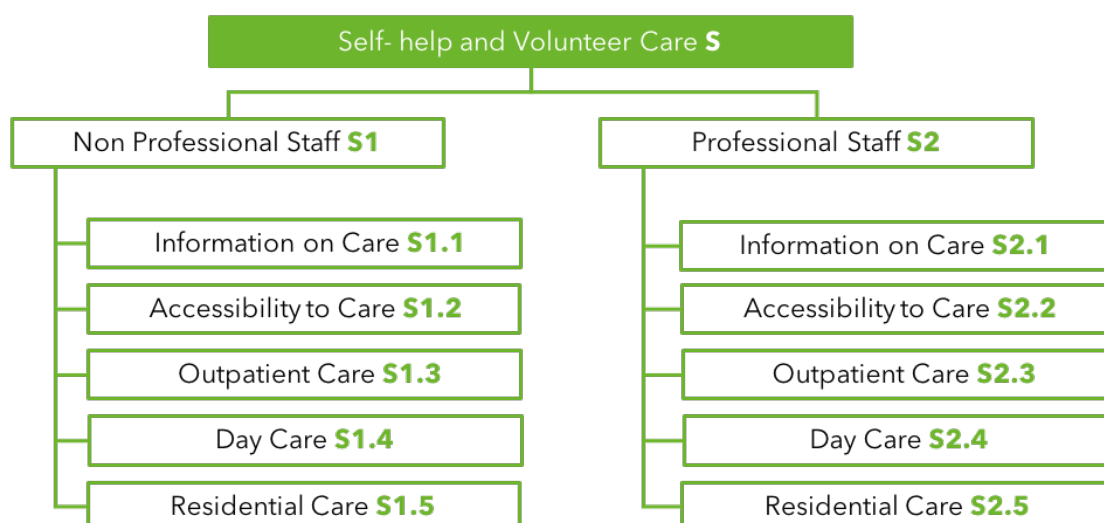 Self- help and Volunteer Care S
Non Professional Staff S1
Professional Staff S2
Information on Care S1.1
Accessibility to Care S1.2
Outpatient Care S1.3
Day Care S1.4
Residential Care S1.5
Information on Care S2.1
Accessibility to Care S2.2
Outpatient Care S2.3
Day Care S2.4
Residential Care S2.5